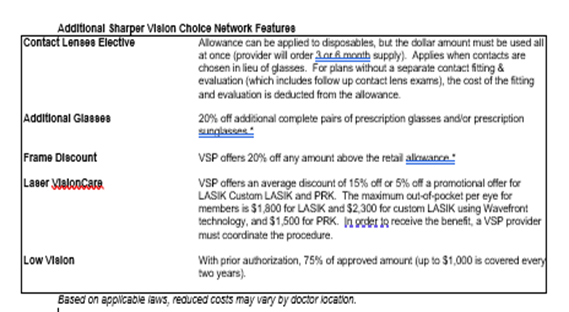 Additional Sharper Vision Choice Network Features
Contact Lenses Elective
Allowance can be applied to disposables, but the dollar amount must be used all
at once (provider will order 3 or 6 month supply). Applies when contacts are
chosen in lieu of glasses. For plans without a separate contact fitting &
evaluation (which includes follow up contact lens exams), the cost of the fitting
and evaluation is deducted from the allowance.
Additional Glasses
20% off additional complete pairs of prescription glasses and/or prescription
sunglasses.*
Frame Discount
VSP offers 20% off any amount above the retail allowance.*
Laser VisionCare
VSP offers an average discount of 15% off or 5% off a promotional offer for
LASIK Custom LASIK and PRK. The maximum out-of-pocket per eye for
members is $1,800 for LASIK and $2,300 for custom LASIK using Wavefront
technology, and $1,500 for PRK. In order to receive the benefit, a VSP provider
must coordinate the procedure.
Low Vision
With prior authorization, 75% of approved amount (up to $1,000 is covered every
two years).
Based on applicable laws, reduced costs may vary by doctor location.